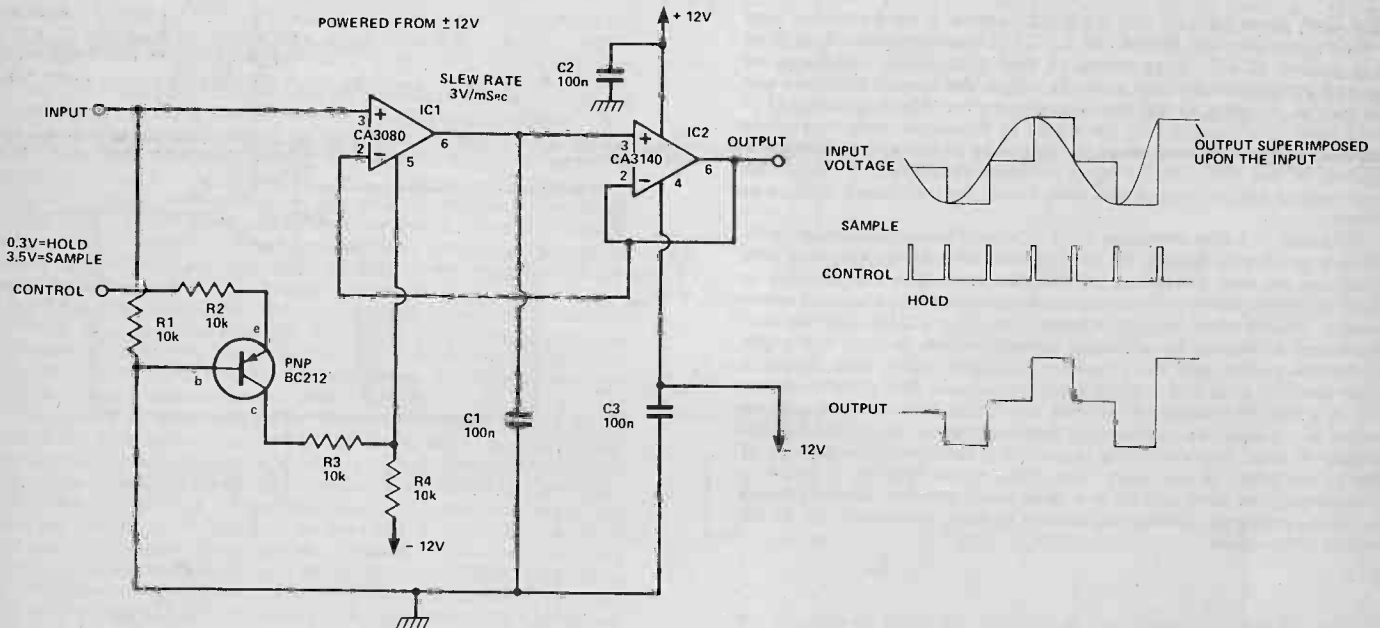 POWERED FROM ± 12V
+ 12V
C2
100n
SLEW RATE
3V/mSec
INPUT
3
+
IC1
CA3080
2
−
5
6
3
+
IC2
CA3140
2
−
4
6
OUTPUT
0.3V=HOLD
3.5V=SAMPLE
CONTROL
R1
10k
R2
10k
e
b
c
PNP
BC212
R3
10k
R4
10k
− 12V
C1
100n
C3
100n
− 12V
INPUT
VOLTAGE
OUTPUT SUPERIMPOSED
UPON THE INPUT
SAMPLE
CONTROL
HOLD
OUTPUT